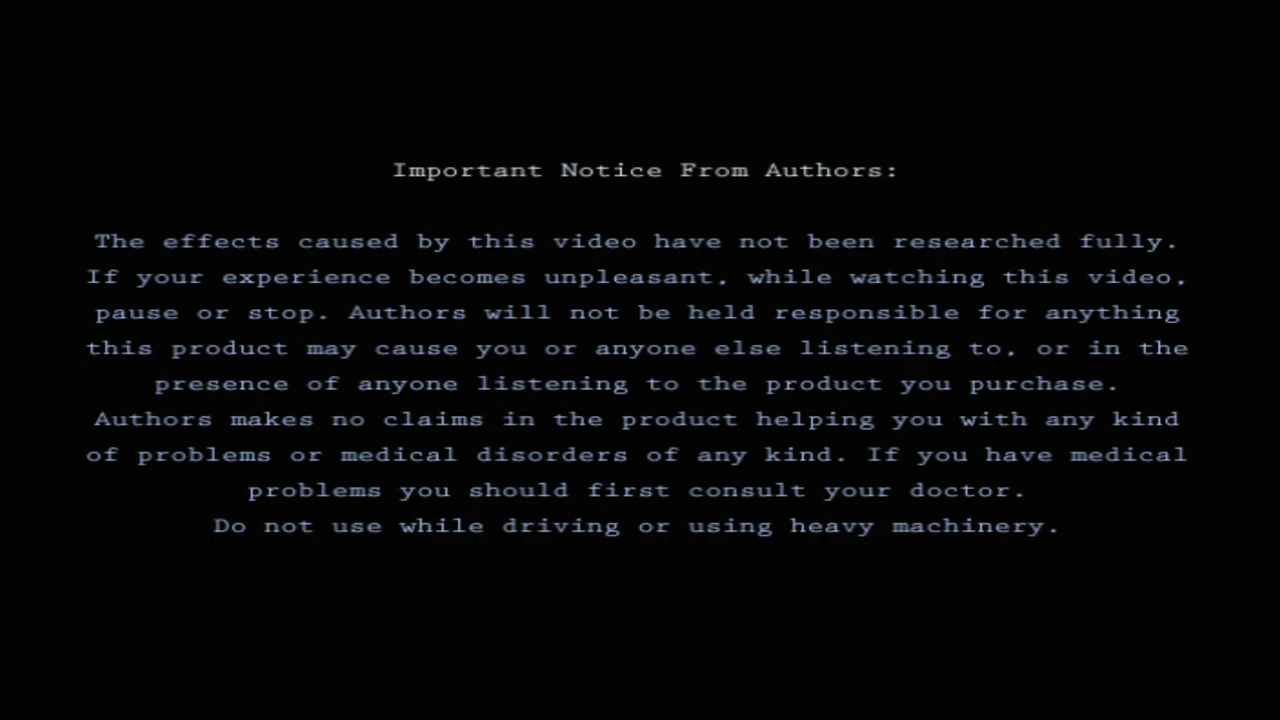 Important Notice From Authors:
The effects caused by this video have not been researched fully.
If your experience becomes unpleasant, while watching this video,
pause or stop. Authors will not be held responsible for anything
this product may cause you or anyone else listening to, or in the
presence of anyone listening to the product you purchase.
Authors makes no claims in the product helping you with any kind
of problems or medical disorders of any kind. If you have medical
problems you should first consult your doctor.
Do not use while driving or using heavy machinery.